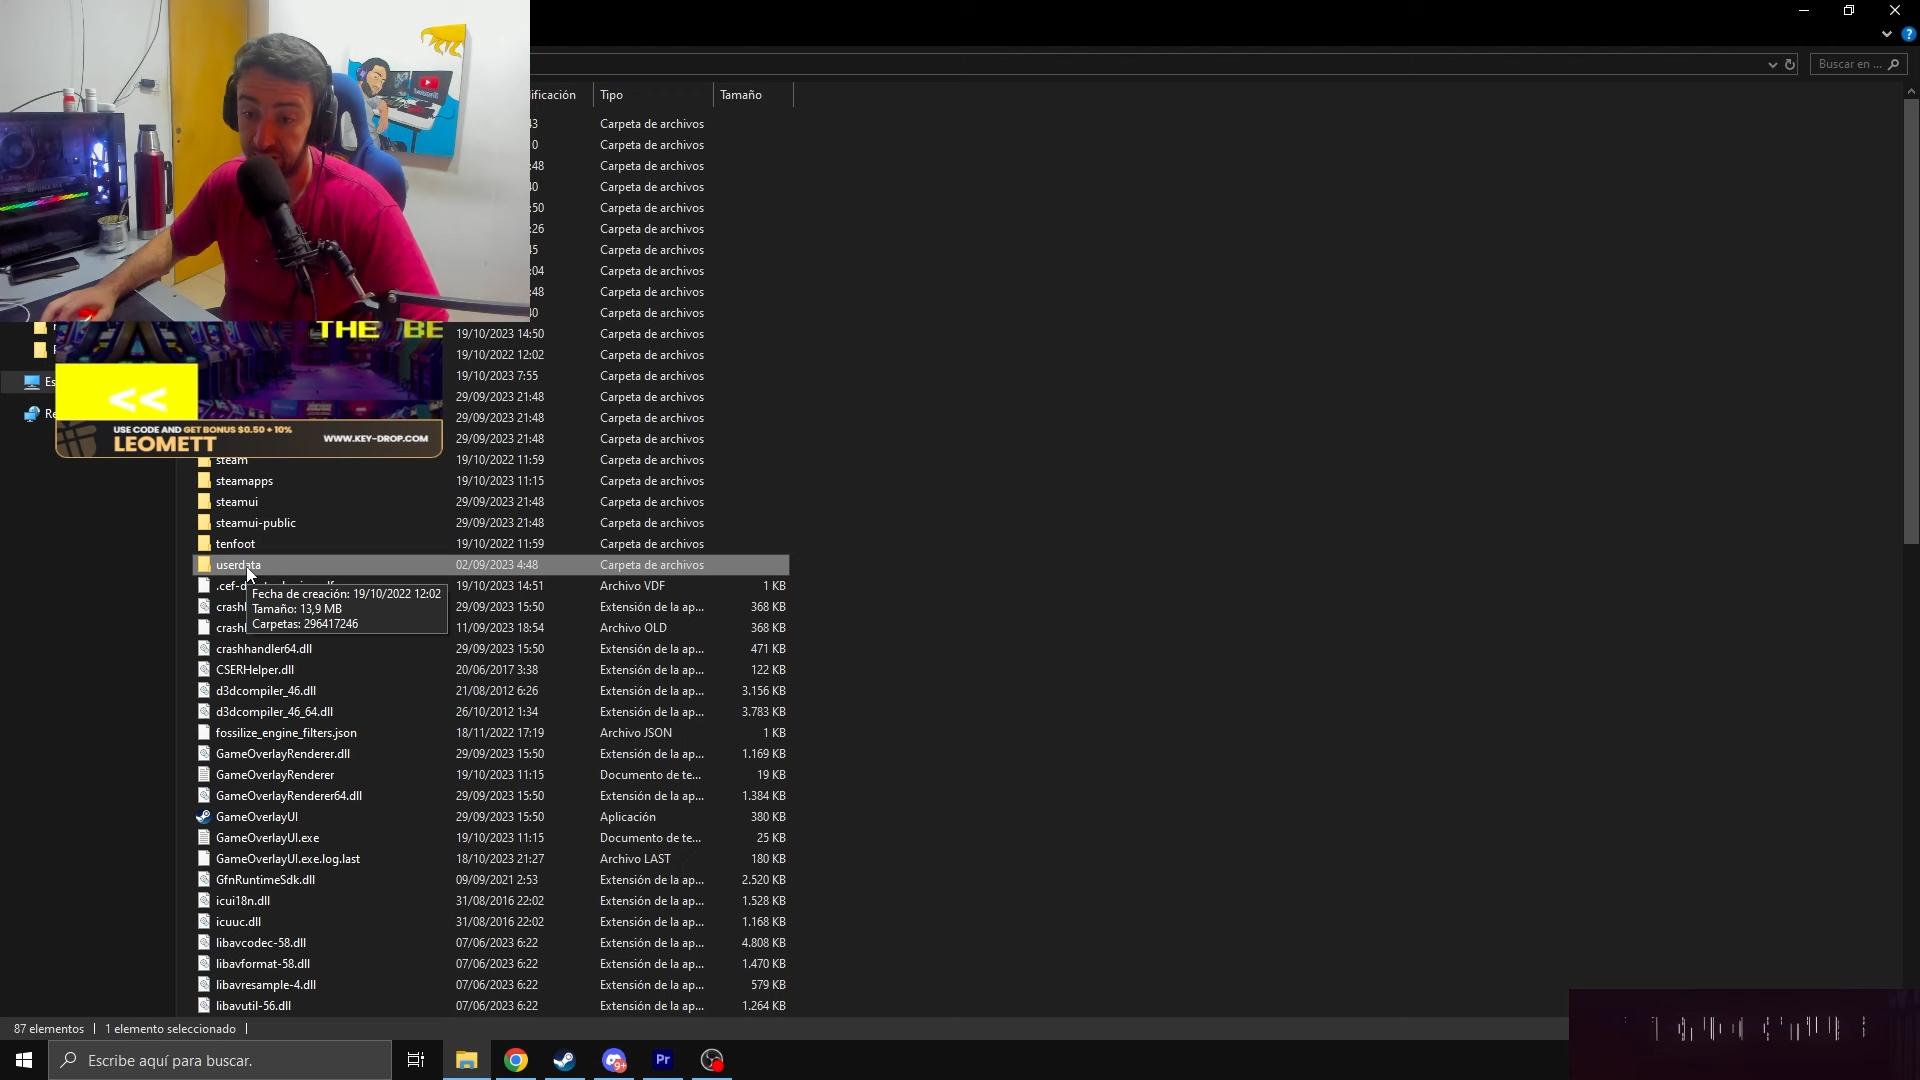 Buscar en ...
ificación Tipo Tamaño
43 Carpeta de archivos
0 Carpeta de archivos
:48 Carpeta de archivos
40 Carpeta de archivos
:50 Carpeta de archivos
:26 Carpeta de archivos
45 Carpeta de archivos
:04 Carpeta de archivos
:48 Carpeta de archivos
40 Carpeta de archivos
19/10/2023 14:50 Carpeta de archivos
19/10/2022 12:02 Carpeta de archivos
19/10/2023 7:55 Carpeta de archivos
29/09/2023 21:48 Carpeta de archivos
29/09/2023 21:48 Carpeta de archivos
29/09/2023 21:48 Carpeta de archivos
Es
Re
THE BE
<<
USE CODE AND GET BONUS $0.50 + 10%
LEOMETT
WWW.KEY-DROP.COM
steam 19/10/2022 11:59 Carpeta de archivos
steamapps 19/10/2023 11:15 Carpeta de archivos
steamui 29/09/2023 21:48 Carpeta de archivos
steamui-public 29/09/2023 21:48 Carpeta de archivos
tenfoot 19/10/2022 11:59 Carpeta de archivos
userdata 02/09/2023 4:48 Carpeta de archivos
.cef-d 19/10/2023 14:51 Archivo VDF 1 KB
Fecha de creación: 19/10/2022 12:02
Tamaño: 13,9 MB
Carpetas: 296417246
crashl 29/09/2023 15:50 Extensión de la ap... 368 KB
crashl 11/09/2023 18:54 Archivo OLD 368 KB
crashhandler64.dll 29/09/2023 15:50 Extensión de la ap... 471 KB
CSERHelper.dll 20/06/2017 3:38 Extensión de la ap... 122 KB
d3dcompiler_46.dll 21/08/2012 6:26 Extensión de la ap... 3.156 KB
d3dcompiler_46_64.dll 26/10/2012 1:34 Extensión de la ap... 3.783 KB
fossilize_engine_filters.json 18/11/2022 17:19 Archivo JSON 1 KB
GameOverlayRenderer.dll 29/09/2023 15:50 Extensión de la ap... 1.169 KB
GameOverlayRenderer 19/10/2023 11:15 Documento de te... 19 KB
GameOverlayRenderer64.dll 29/09/2023 15:50 Extensión de la ap... 1.384 KB
GameOverlayUI 29/09/2023 15:50 Aplicación 380 KB
GameOverlayUI.exe 19/10/2023 11:15 Documento de te... 25 KB
GameOverlayUI.exe.log.last 18/10/2023 21:27 Archivo LAST 180 KB
GfnRuntimeSdk.dll 09/09/2021 2:53 Extensión de la ap... 2.520 KB
icui18n.dll 31/08/2016 22:02 Extensión de la ap... 1.528 KB
icuuc.dll 31/08/2016 22:02 Extensión de la ap... 1.168 KB
libavcodec-58.dll 07/06/2023 6:22 Extensión de la ap... 4.808 KB
libavformat-58.dll 07/06/2023 6:22 Extensión de la ap... 1.470 KB
libavresample-4.dll 07/06/2023 6:22 Extensión de la ap... 579 KB
libavutil-56.dll 07/06/2023 6:22 Extensión de la ap... 1.264 KB
87 elementos 1 elemento seleccionado
Escribe aquí para buscar.
9+
Pr